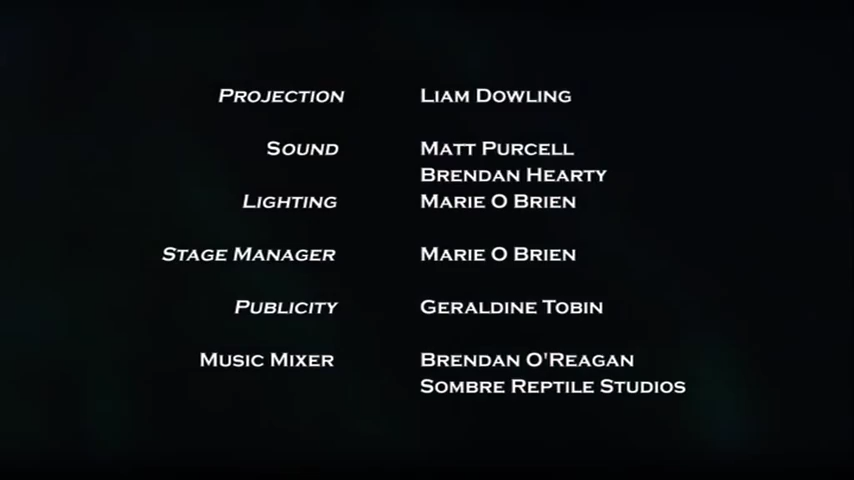 PROJECTION LIAM DOWLING
SOUND MATT PURCELL
BRENDAN HEARTY
LIGHTING MARIE O BRIEN
STAGE MANAGER MARIE O BRIEN
PUBLICITY GERALDINE TOBIN
MUSIC MIXER BRENDAN O'REAGAN
SOMBRE REPTILE STUDIOS